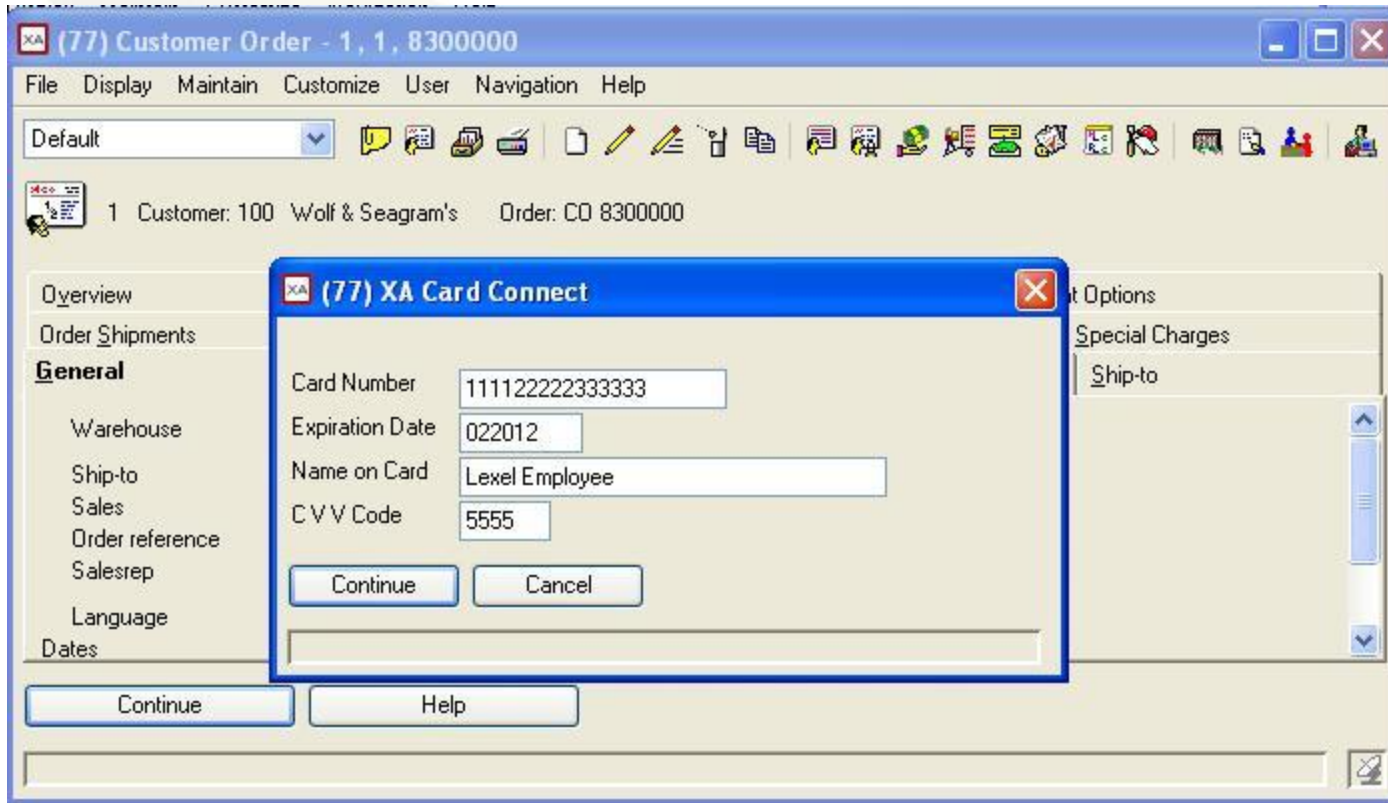 XA (77) Customer Order - 1, 1, 8300000
File Display Maintain Customize User Navigation Help
Default
1 Customer: 100 Wolf & Seagram's Order: CO 8300000
Overview
t Options
Order Shipments
Special Charges
General
Ship-to
Warehouse
Ship-to
Sales
Order reference
Salesrep
Language
Dates
XA (77) XA Card Connect
Card Number 111122222333333
Expiration Date 022012
Name on Card Lexel Employee
C V V Code 5555
Continue Cancel
Continue Help